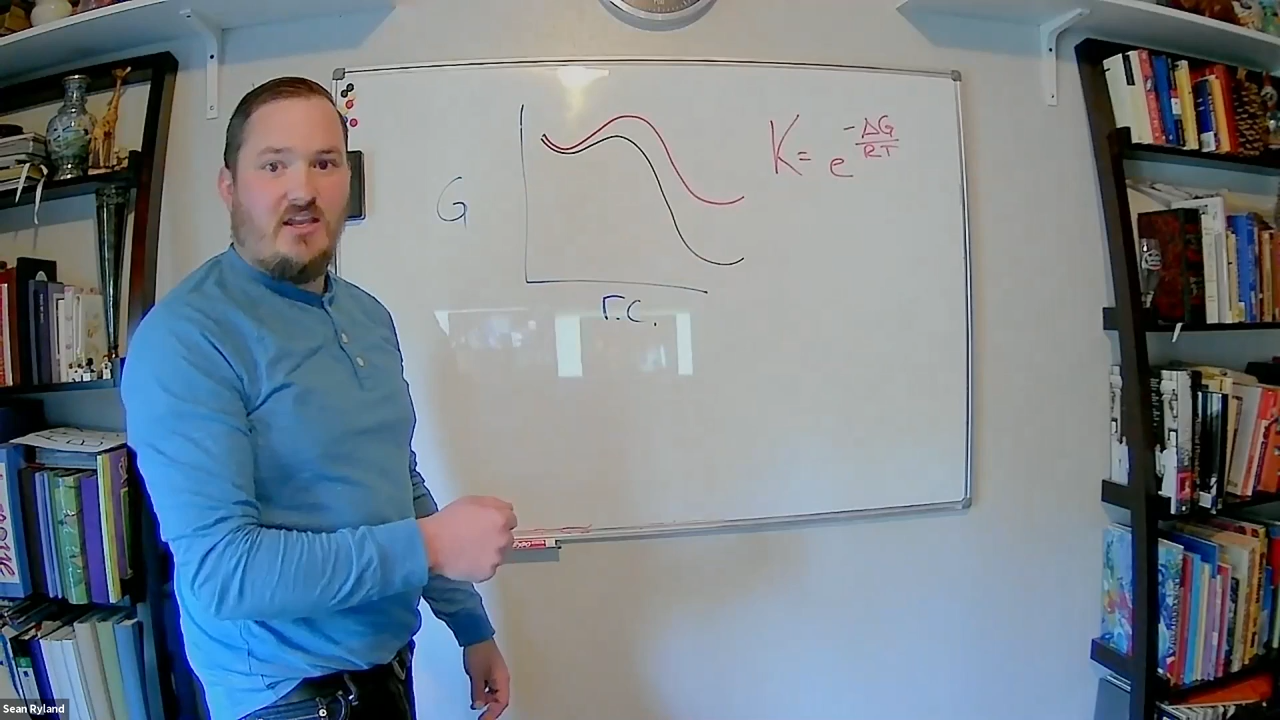 G
r.c.
K = e^(-ΔG/RT)
Sean Ryland